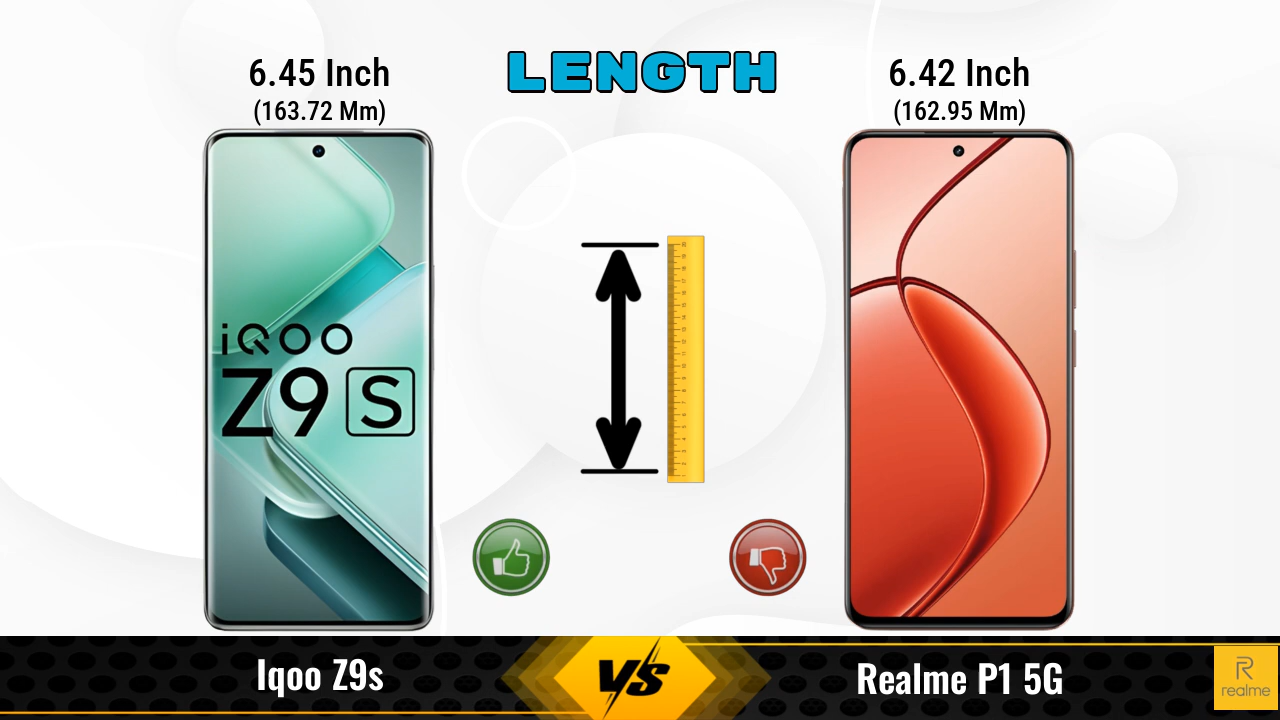 LENGTH
6.45 Inch
(163.72 Mm)
6.42 Inch
(162.95 Mm)
iQOO
Z9 S
Iqoo Z9s
VS
Realme P1 5G
R
realme